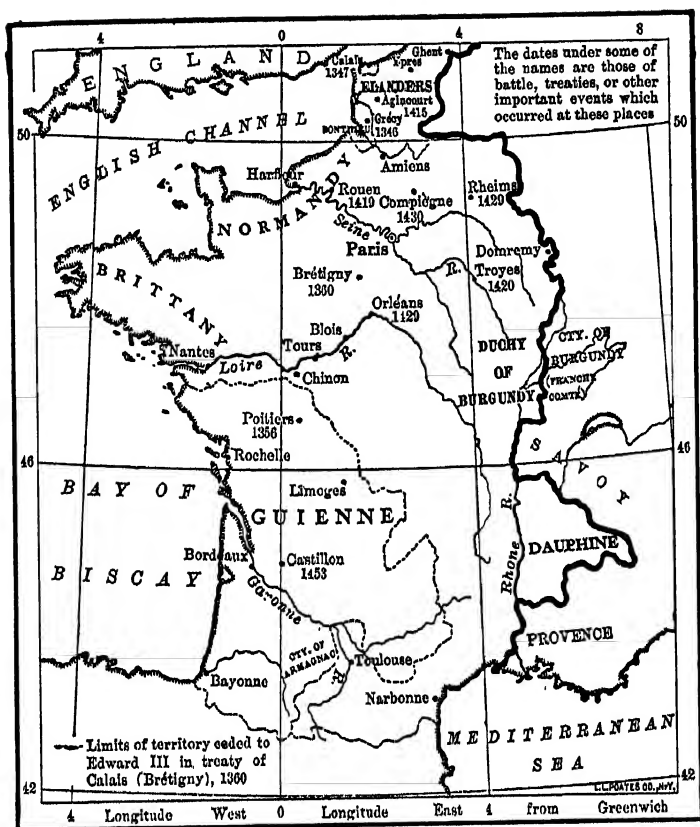 4 0 4 8
ENGLAND
Calais
1347
Ypres
Ghent
FLANDERS
Agincourt
1415
Crécy
1346
PONTHIEU
The dates under some of
the names are those of
battle, treaties, or other
important events which
occurred at these places
50
50
ENGLISH CHANNEL
Amiens
Harfleur
NORMANDY
Rouen
1419
Compiègne
1430
Rheims
1429
Seine
Paris
R.
Domremy
Troyes
1420
BRITTANY
Brétigny
1360
Orléans
1429
Blois
Tours
R.
Nantes
Loire
Chinon
DUCHY
OF
BURGUNDY
CTY. OF
BURGUNDY
(FRANCHE
COMTÉ)
Poitiers
1356
Rochelle
46
46
SAVOY
BAY OF
BISCAY
Limoges
GUIENNE
Bordeaux
Castillon
1453
Garonne
Rhone R.
DAUPHINE
PROVENCE
CTY. OF
ARMAGNAC
Toulouse
R.
Bayonne
Narbonne
MEDITERRANEAN
SEA
Limits of territory ceded to
Edward III in treaty of
Calais (Brétigny), 1360
42
42
L.L.POATES CO., N.Y.
4 Longitude West 0 Longitude East 4 from Greenwich